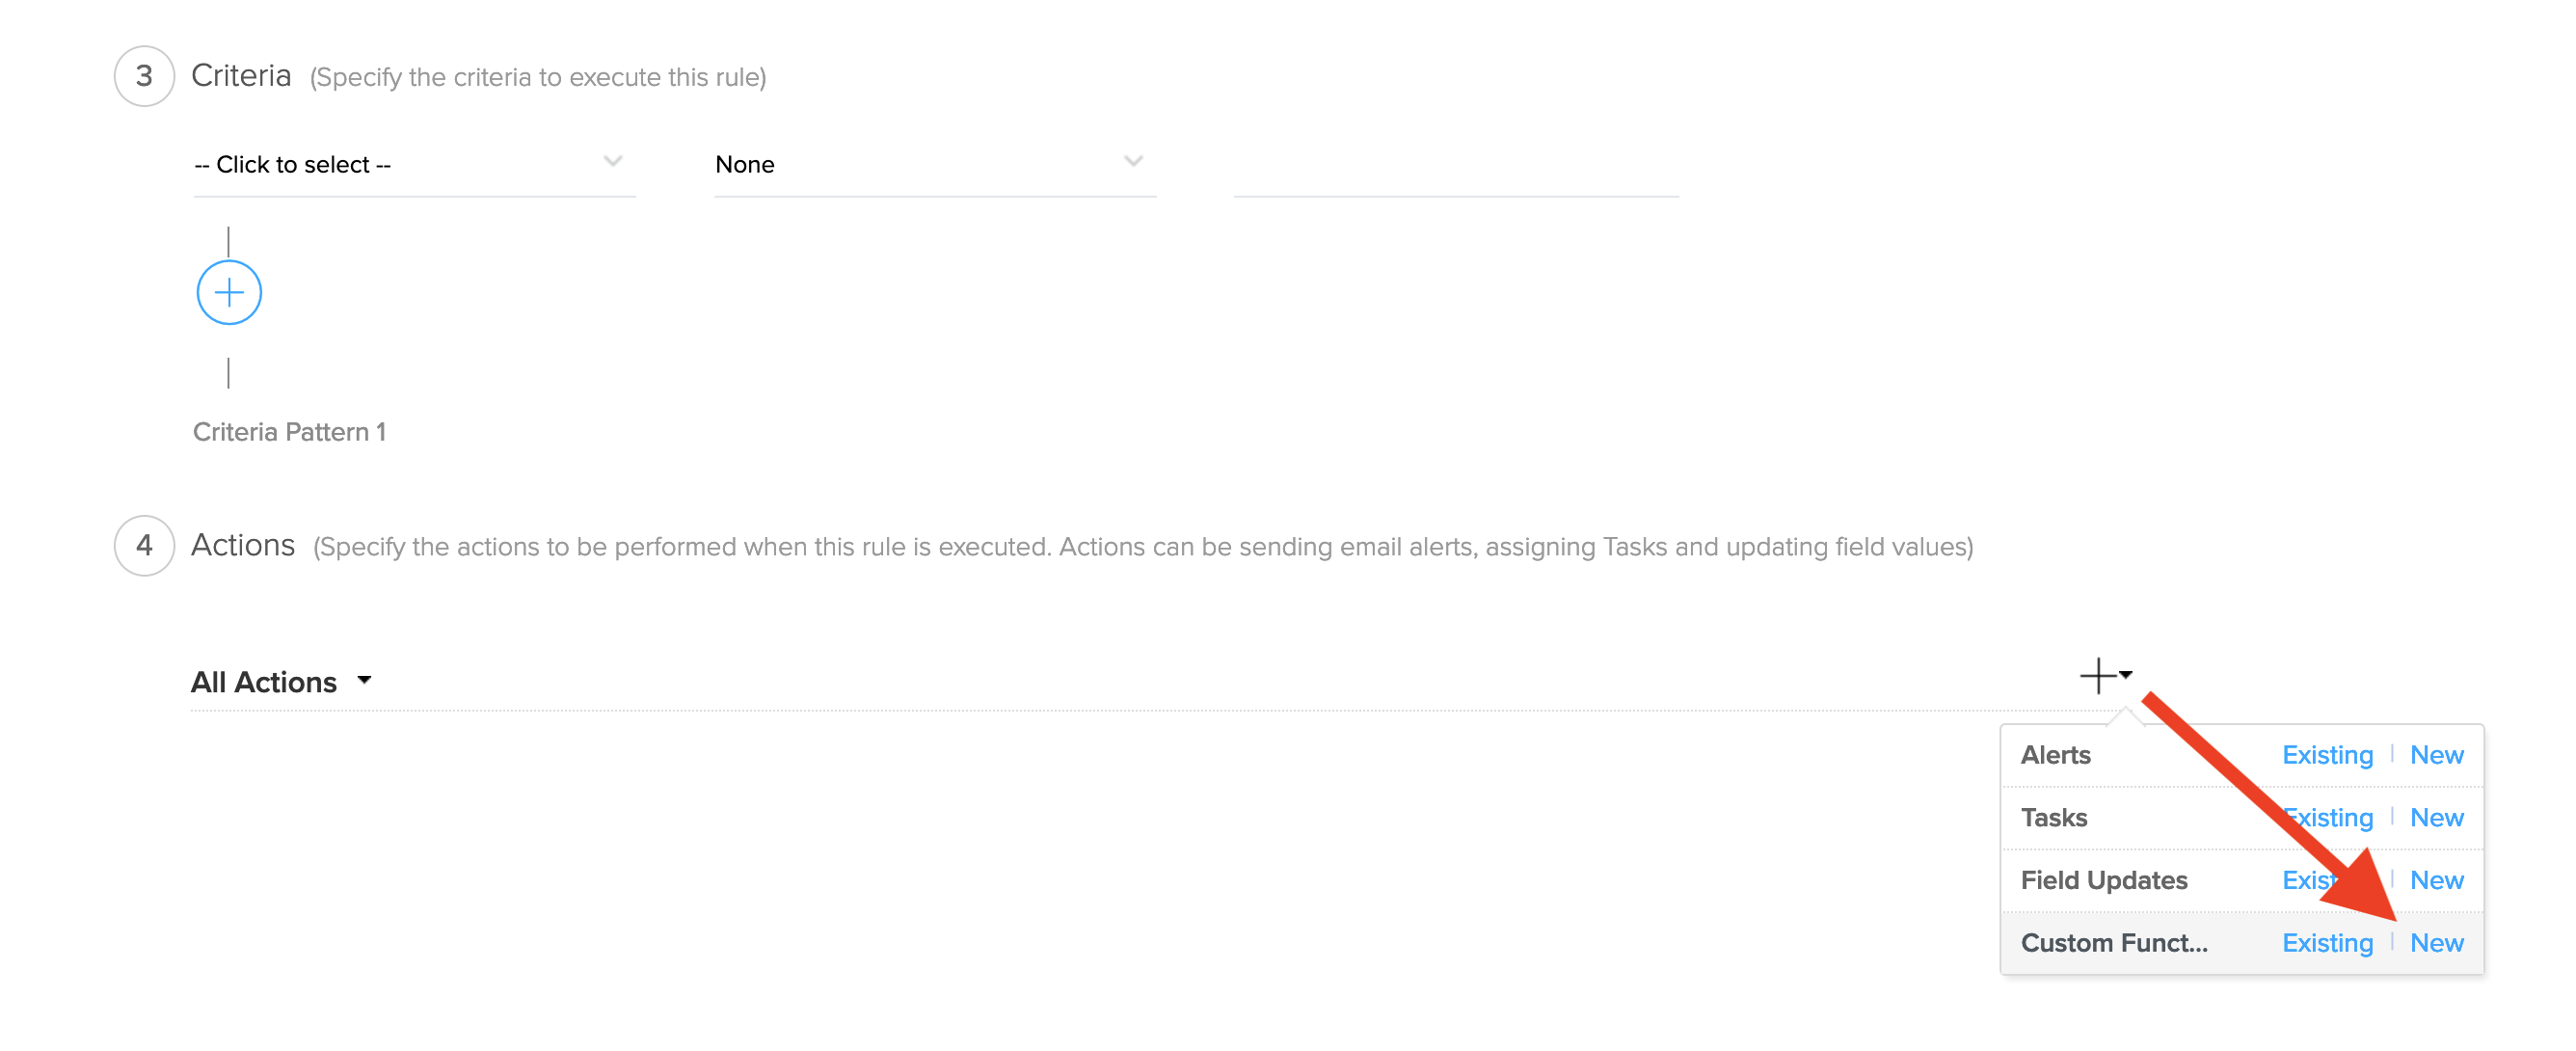 3 Criteria (Specify the criteria to execute this rule)
-- Click to select -- None
Criteria Pattern 1
4 Actions (Specify the actions to be performed when this rule is executed. Actions can be sending email alerts, assigning Tasks and updating field values)
All Actions
Alerts Existing New
Tasks Existing New
Field Updates New
Custom Funct... Existing New